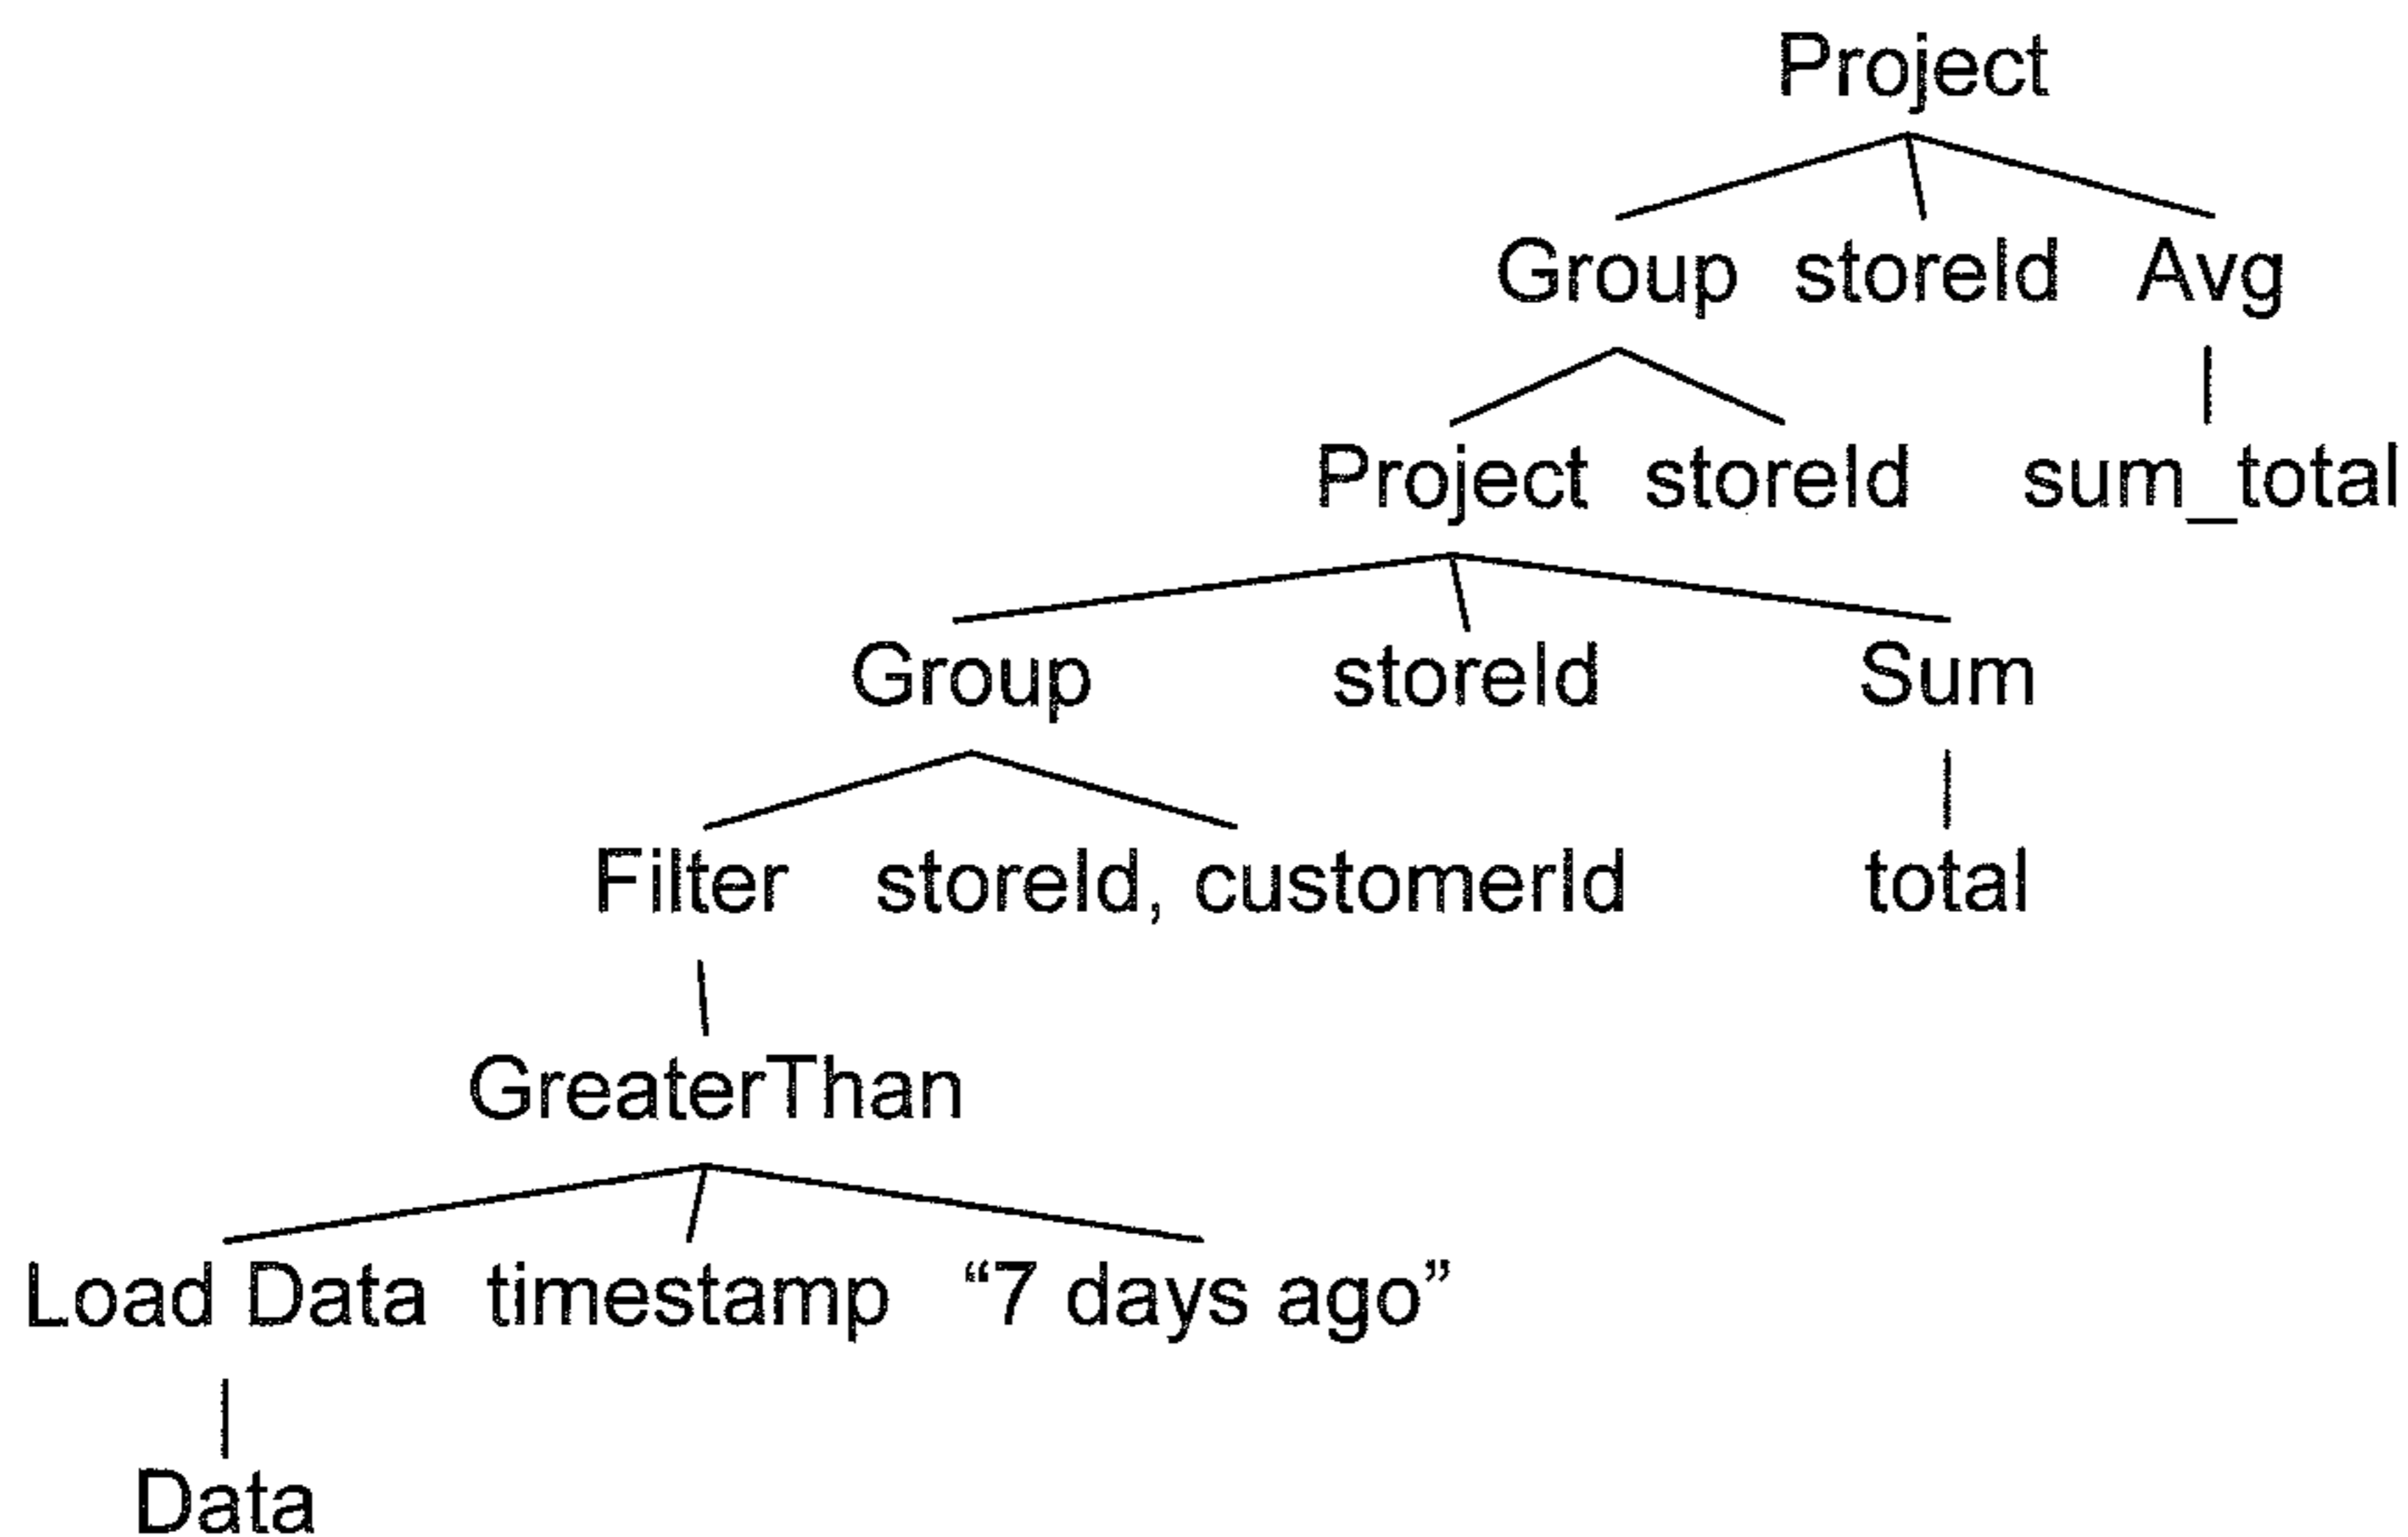 Project
Group storeId Avg
Project storeId sum_total
Group storeId Sum
Filter storeId, customerId total
GreaterThan
Load Data timestamp “7 days ago”
Data